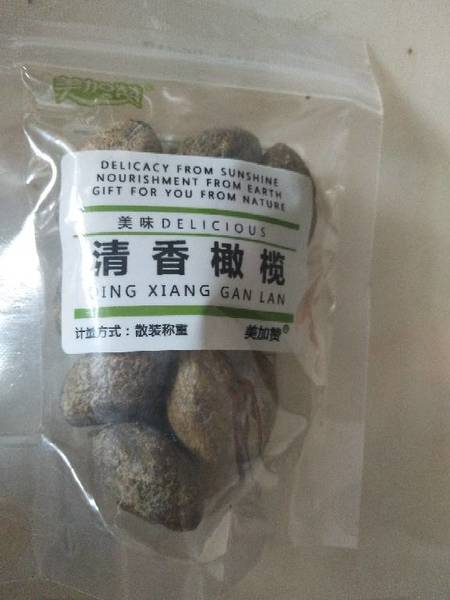 美加赞
DELICACY FROM SUNSHINE
NOURISHMENT FROM EARTH
GIFT FOR YOU FROM NATURE
美味DELICIOUS
清香橄榄
QING XIANG GAN LAN
计量方式：散装称重 美加赞®